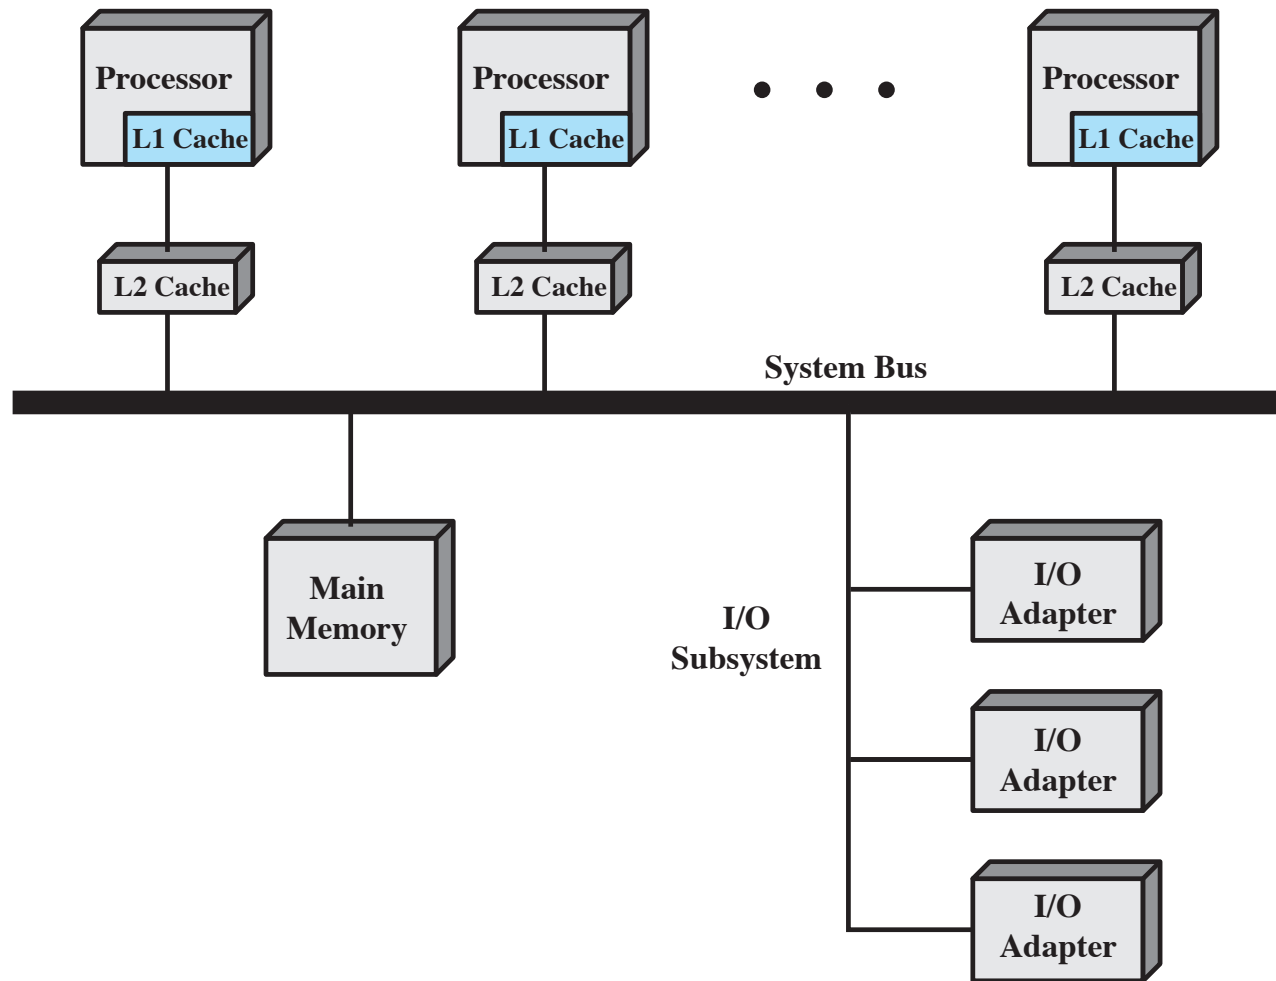 Processor
L1 Cache
Processor
L1 Cache
Processor
L1 Cache
L2 Cache
L2 Cache
L2 Cache
System Bus
Main
Memory
I/O
Subsystem
I/O
Adapter
I/O
Adapter
I/O
Adapter